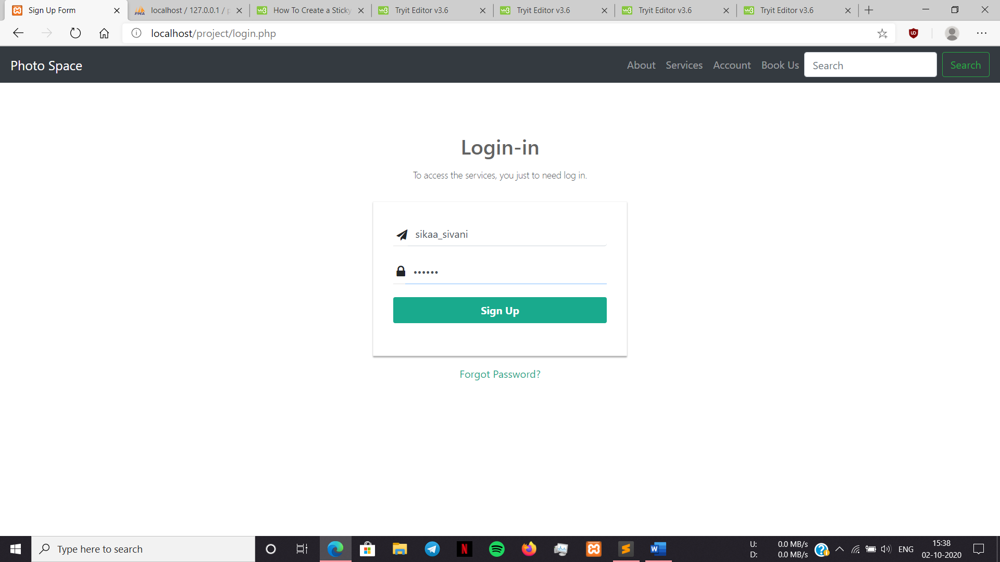 Sign Up Form
localhost / 127.0.0.1 /
How To Create a Sticky
Tryit Editor v3.6
Tryit Editor v3.6
Tryit Editor v3.6
Tryit Editor v3.6
localhost/project/login.php
Photo Space
About
Services
Account
Book Us
Search
Search
Login-in
To access the services, you just to need log in.
sikaa_sivani
••••••
Sign Up
Forgot Password?
Type here to search
U: 0.0 MB/s
D: 0.0 MB/s
ENG
15:38
02-10-2020